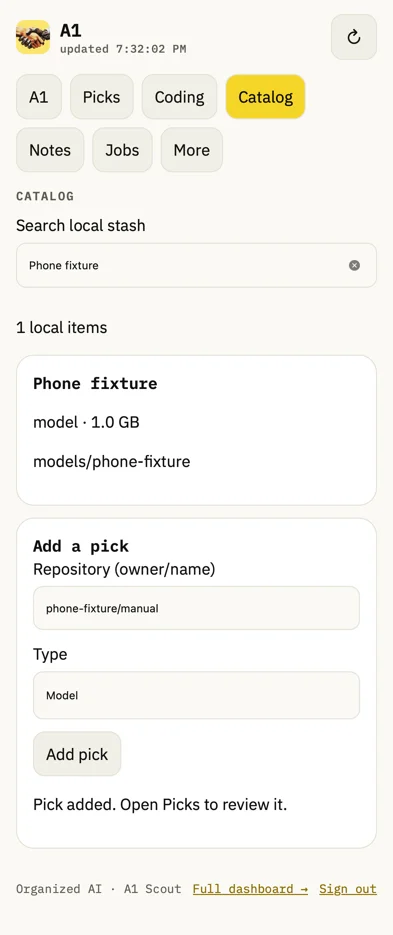 A1
updated 7:32:02 PM
↻
A1 Picks Coding Catalog
Notes Jobs More
CATALOG
Search local stash
Phone fixture
1 local items
Phone fixture
model · 1.0 GB
models/phone-fixture
Add a pick
Repository (owner/name)
phone-fixture/manual
Type
Model
Add pick
Pick added. Open Picks to review it.
Organized AI · A1 Scout Full dashboard → Sign out